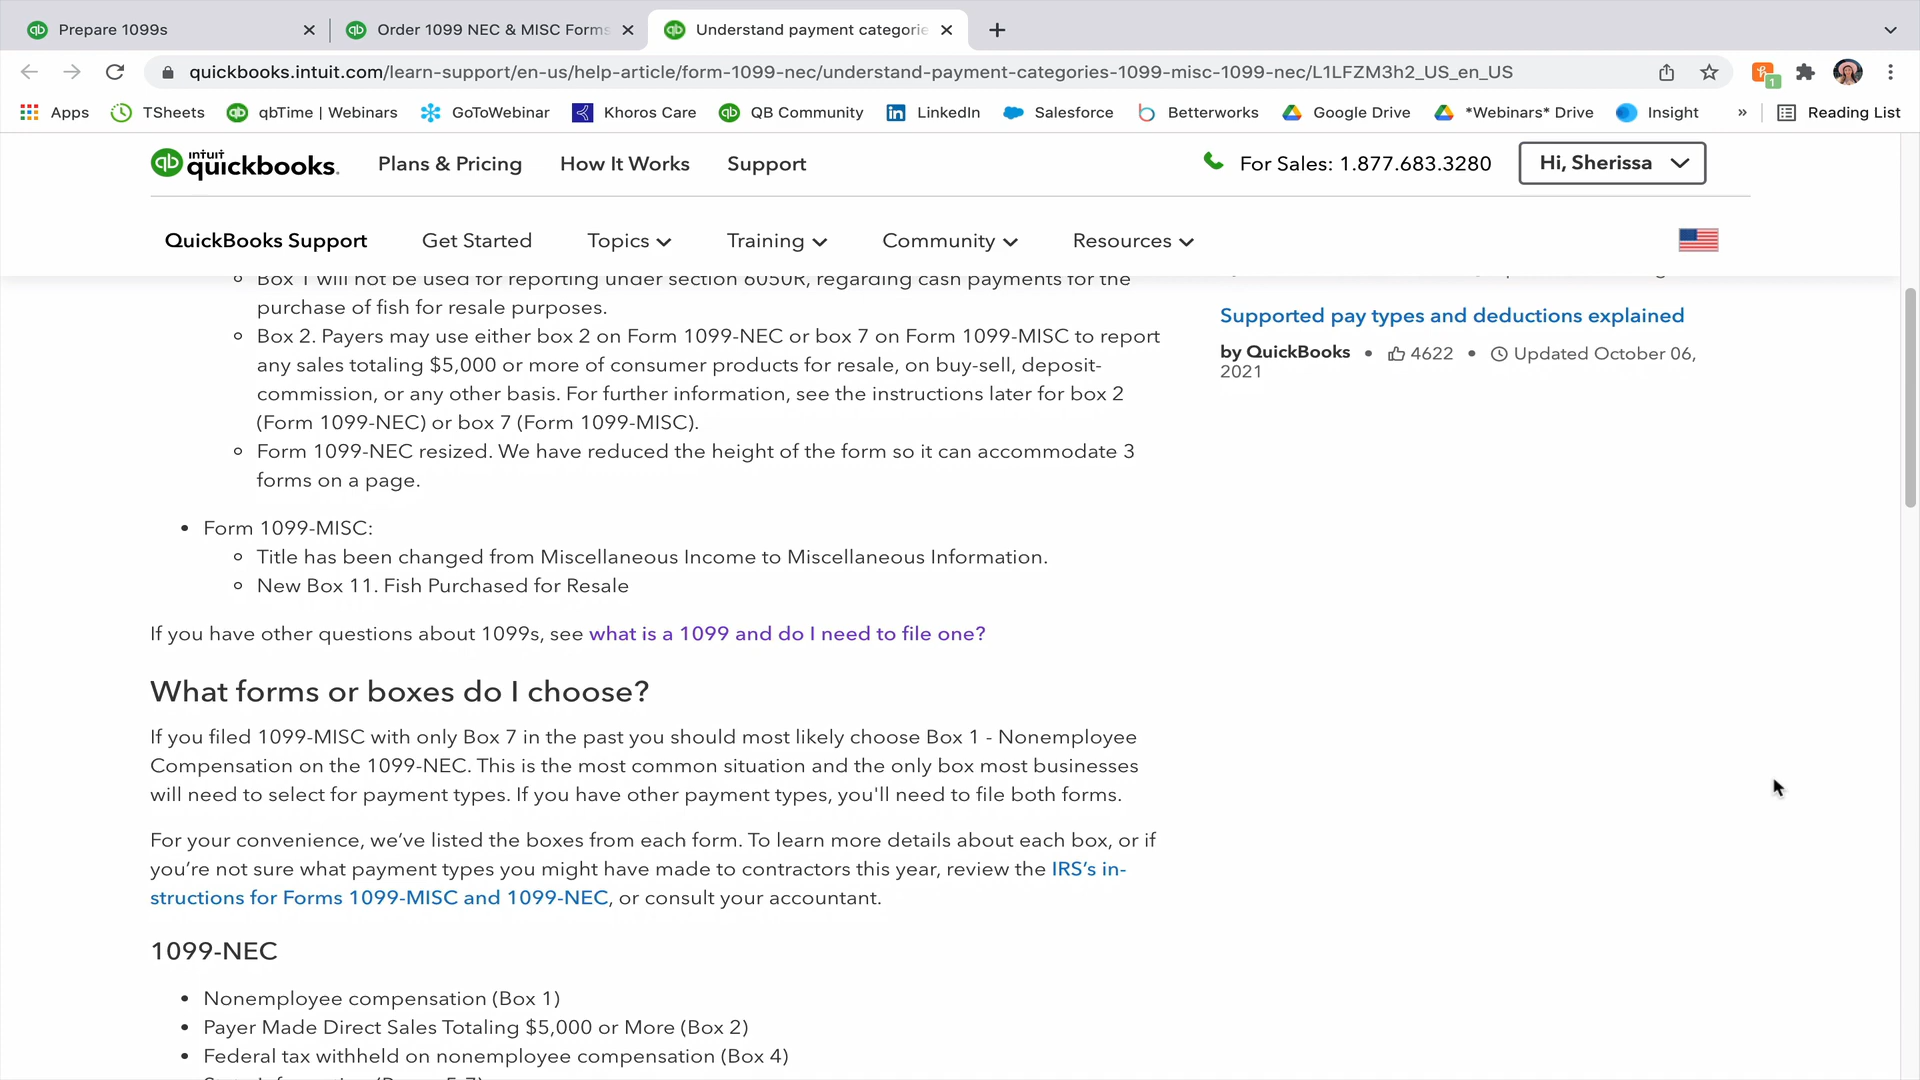 Prepare 1099s
Order 1099 NEC & MISC Forms
Understand payment categorie
quickbooks.intuit.com/learn-support/en-us/help-article/form-1099-nec/understand-payment-categories-1099-misc-1099-nec/L1LFZM3h2_US_en_US
1
Apps TSheets qbTime | Webinars GoToWebinar Khoros Care QB Community LinkedIn Salesforce Betterworks Google Drive *Webinars* Drive Insight » Reading List
intuit quickbooks. Plans & Pricing How It Works Support For Sales: 1.877.683.3280 Hi, Sherissa
QuickBooks Support Get Started Topics Training Community Resources
Box 1 will not be used for reporting under section 6050R, regarding cash payments for the
purchase of fish for resale purposes.
Box 2. Payers may use either box 2 on Form 1099-NEC or box 7 on Form 1099-MISC to report
any sales totaling $5,000 or more of consumer products for resale, on buy-sell, deposit-
commission, or any other basis. For further information, see the instructions later for box 2
(Form 1099-NEC) or box 7 (Form 1099-MISC).
Form 1099-NEC resized. We have reduced the height of the form so it can accommodate 3
forms on a page.
Form 1099-MISC:
Title has been changed from Miscellaneous Income to Miscellaneous Information.
New Box 11. Fish Purchased for Resale
If you have other questions about 1099s, see what is a 1099 and do I need to file one?
What forms or boxes do I choose?
If you filed 1099-MISC with only Box 7 in the past you should most likely choose Box 1 - Nonemployee
Compensation on the 1099-NEC. This is the most common situation and the only box most businesses
will need to select for payment types. If you have other payment types, you'll need to file both forms.
For your convenience, we’ve listed the boxes from each form. To learn more details about each box, or if
you’re not sure what payment types you might have made to contractors this year, review the IRS’s in-
structions for Forms 1099-MISC and 1099-NEC, or consult your accountant.
1099-NEC
Nonemployee compensation (Box 1)
Payer Made Direct Sales Totaling $5,000 or More (Box 2)
Federal tax withheld on nonemployee compensation (Box 4)
Supported pay types and deductions explained
by QuickBooks • 4622 • Updated October 06,
2021